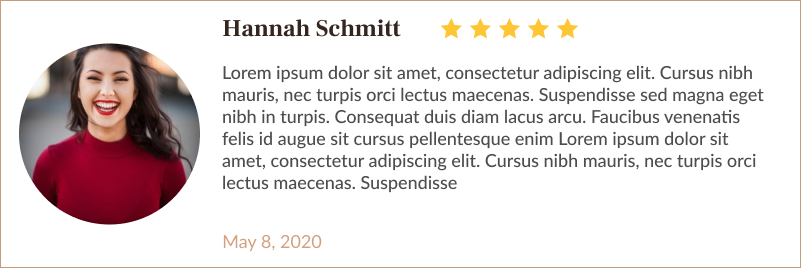 Hannah Schmitt
Lorem ipsum dolor sit amet, consectetur adipiscing elit. Cursus nibh
mauris, nec turpis orci lectus maecenas. Suspendisse sed magna eget
nibh in turpis. Consequat duis diam lacus arcu. Faucibus venenatis
felis id augue sit cursus pellentesque enim Lorem ipsum dolor sit
amet, consectetur adipiscing elit. Cursus nibh mauris, nec turpis orci
lectus maecenas. Suspendisse
May 8, 2020